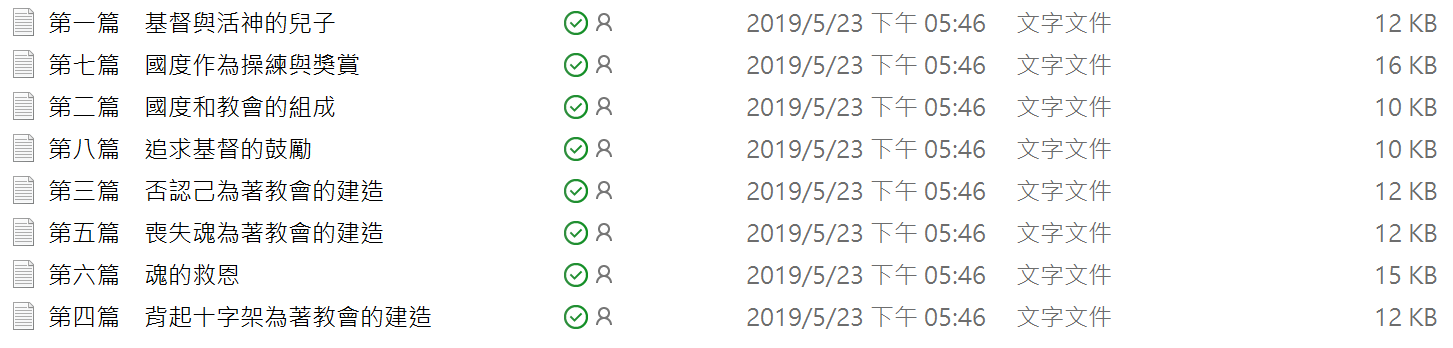 第一篇　基督與活神的兒子 2019/5/23 下午 05:46 文字文件 12 KB
第七篇　國度作為操練與獎賞 2019/5/23 下午 05:46 文字文件 16 KB
第二篇　國度和教會的組成 2019/5/23 下午 05:46 文字文件 10 KB
第八篇　追求基督的鼓勵 2019/5/23 下午 05:46 文字文件 10 KB
第三篇　否認己為著教會的建造 2019/5/23 下午 05:46 文字文件 12 KB
第五篇　喪失魂為著教會的建造 2019/5/23 下午 05:46 文字文件 12 KB
第六篇　魂的救恩 2019/5/23 下午 05:46 文字文件 15 KB
第四篇　背起十字架為著教會的建造 2019/5/23 下午 05:46 文字文件 12 KB